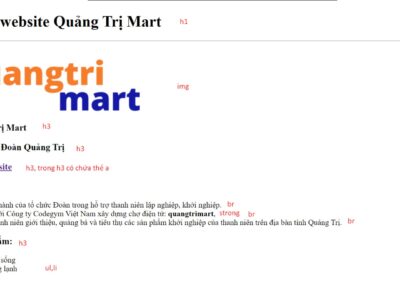 website Quảng Trị Mart h1
angtri
mart
img
rị Mart h3
Đoàn Quảng Trị h3
site h3, trong h3 có chứa thẻ a
hành của tổ chức Đoàn trong hỗ trợ thanh niên lập nghiệp, khởi nghiệp. br
ới Công ty Codegym Việt Nam xây dựng chợ điện tử: quangtrimart, strong br
nh niên giới thiệu, quảng bá và tiêu thụ các sản phẩm khởi nghiệp của thanh niên trên địa bàn tỉnh Quảng Trị. br
ẩm: h3
sống
g lạnh ul,li